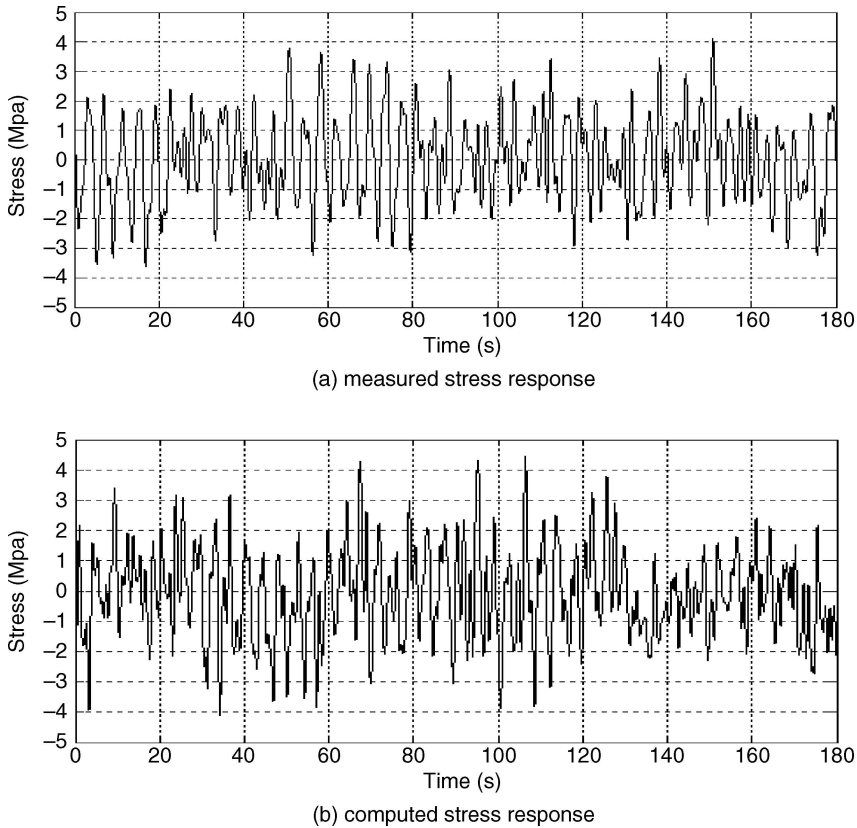 5
4
3
2
1
0
–1
–2
–3
–4
–5
Stress (Mpa)
0 20 40 60 80 100 120 140 160 180
Time (s)
(a) measured stress response
5
4
3
2
1
0
–1
–2
–3
–4
–5
Stress (Mpa)
0 20 40 60 80 100 120 140 160 180
Time (s)
(b) computed stress response